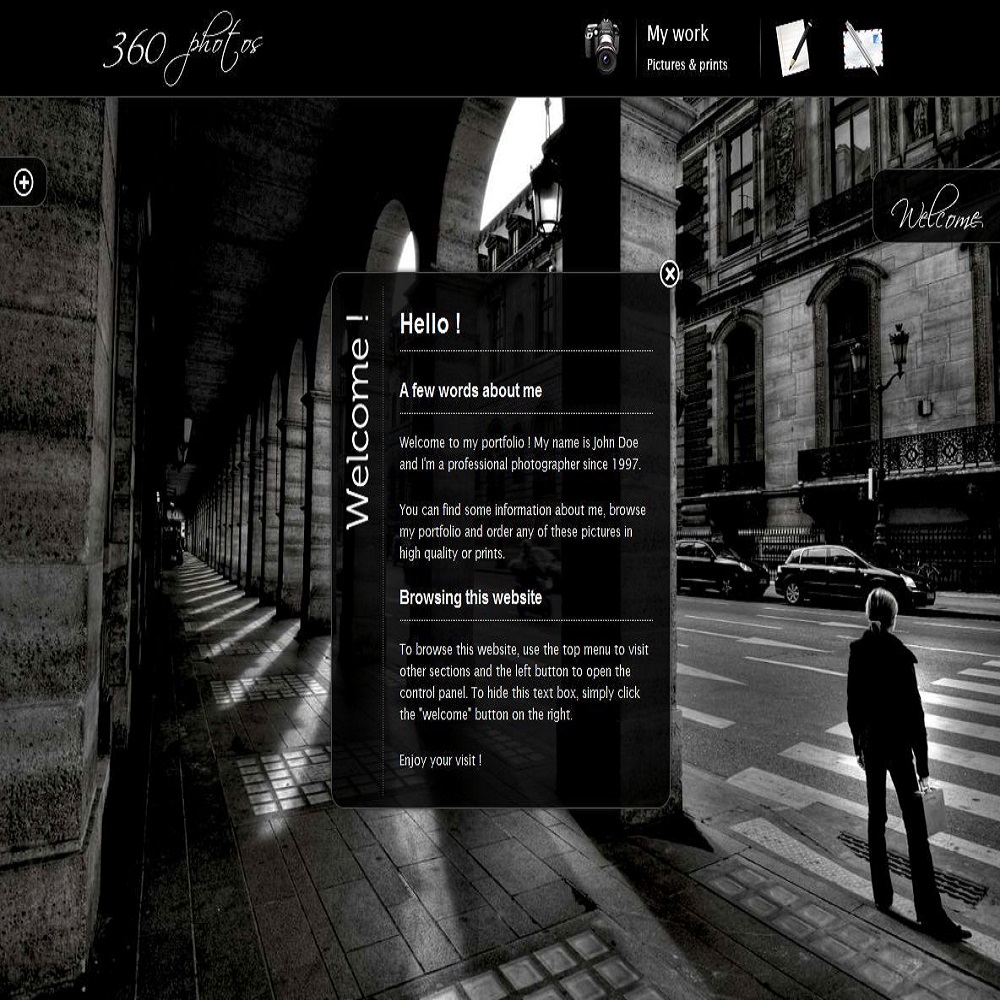 360 photos
My work
Pictures & prints
Welcome
Welcome !
Hello !
A few words about me
Welcome to my portfolio ! My name is John Doe
and I'm a professional photographer since 1997.
You can find some information about me, browse
my portfolio and order any of these pictures in
high quality or prints.
Browsing this website
To browse this website, use the top menu to visit
other sections and the left button to open the
control panel. To hide this text box, simply click
the "welcome" button on the right.
Enjoy your visit !